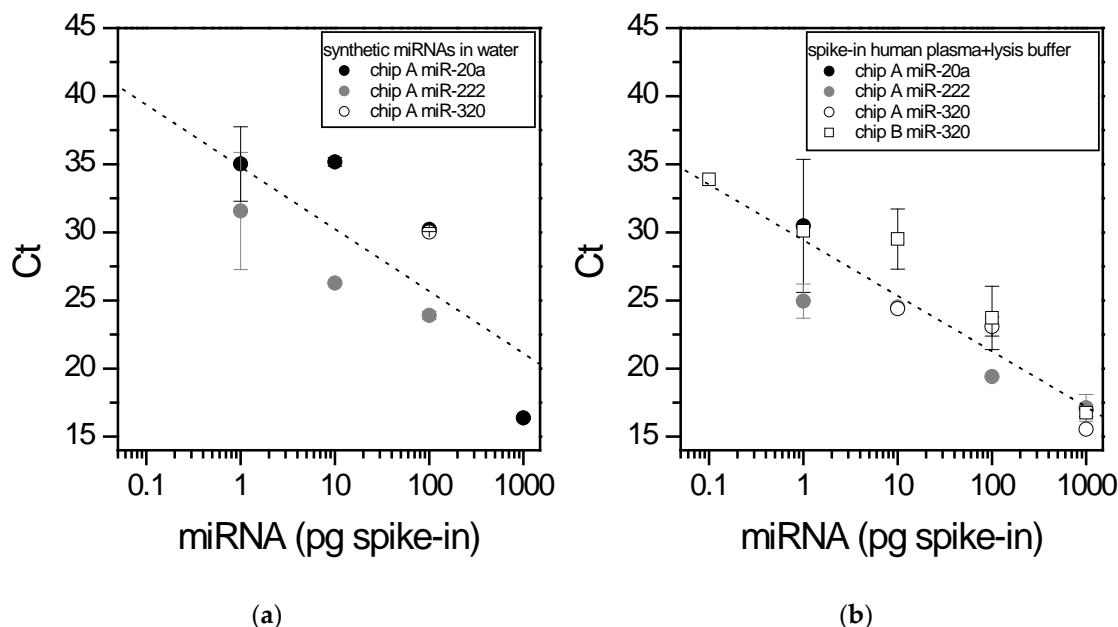 45
40
35
30
25
20
15
Ct
synthetic miRNAs in water
chip A miR-20a
chip A miR-222
chip A miR-320
0.1 1 10 100 1000
miRNA (pg spike-in)
(a)
45
40
35
30
25
20
15
Ct
spike-in human plasma+lysis buffer
chip A miR-20a
chip A miR-222
chip A miR-320
chip B miR-320
0.1 1 10 100 1000
miRNA (pg spike-in)
(b)